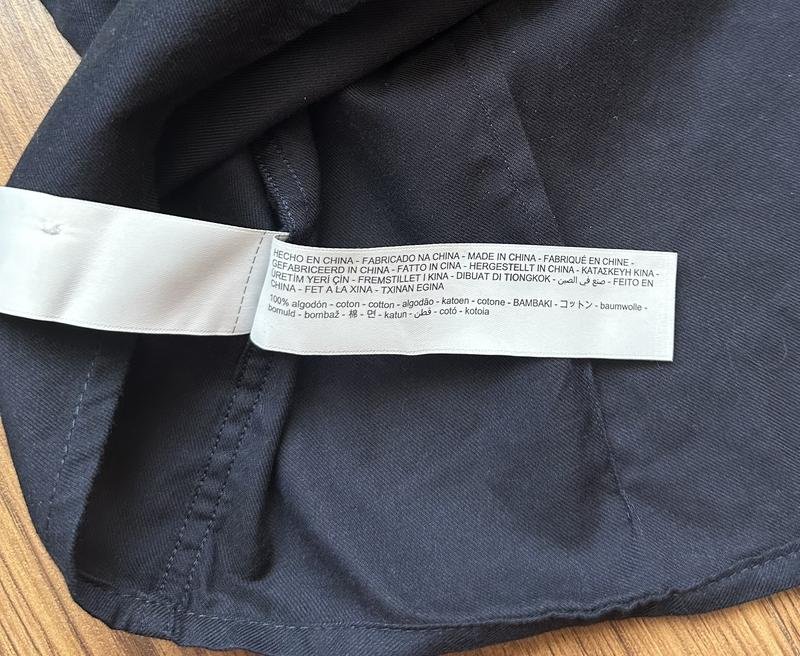 HECHO EN CHINA - FABRICADO NA CHINA - MADE IN CHINA - FABRIQUÉ EN CHINE -
GEFABRICEERD IN CHINA - FATTO IN CINA - HERGESTELLT IN CHINA - ΚΑΤΑΣΚΕΥΗ ΚΙΝΑ -
ÜRETİM YERİ ÇİN - FREMSTILLET I KINA - DIBUAT DI TIONGKOK - صنع في الصين - FEITO EN
CHINA - FET A LA XINA - TXINAN EGINA
100% algodón - coton - cotton - algodão - katoen - cotone - ΒΑΜΒΑΚΙ - コットン - baumwolle -
bomuld - bombaž - 棉 - 면 - katun - قطن - cotó - kotoia